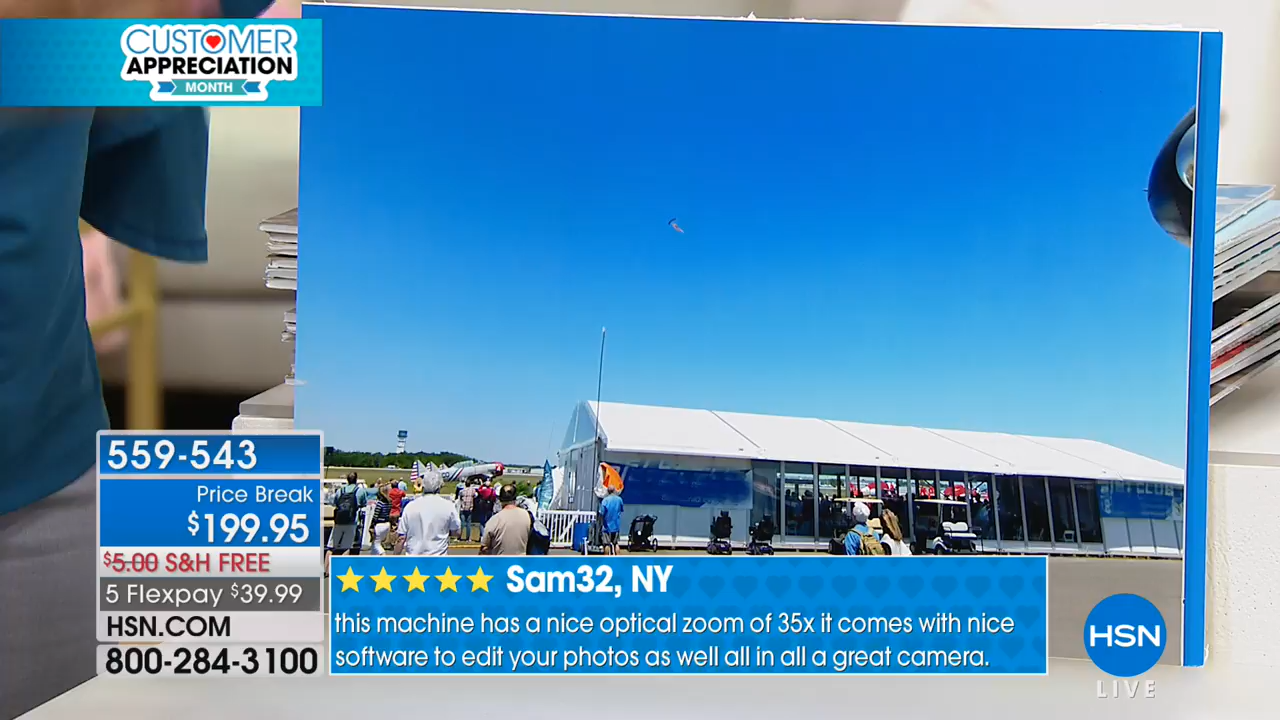 CUSTOMER
APPRECIATION
MONTH
559-543
Price Break
$199.95
$5.00 S&H FREE
5 Flexpay $39.99
HSN.COM
800-284-3100
Sam32, NY
this machine has a nice optical zoom of 35x it comes with nice
software to edit your photos as well all in all a great camera.
HSN
LIVE